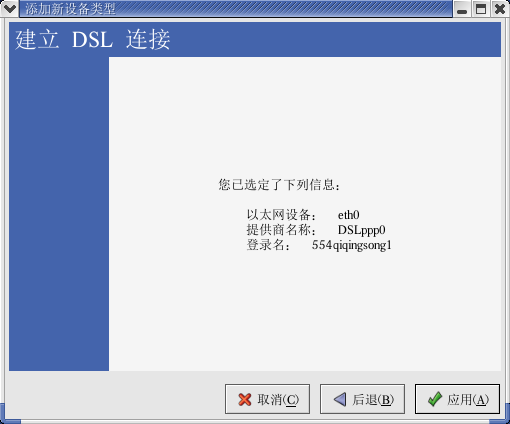 添加新设备类型
建立 DSL 连接
您已选定了下列信息：
以太网设备： eth0
提供商名称： DSLppp0
登录名： 554qiqingsong1
取消(C)
后退(B)
应用(A)